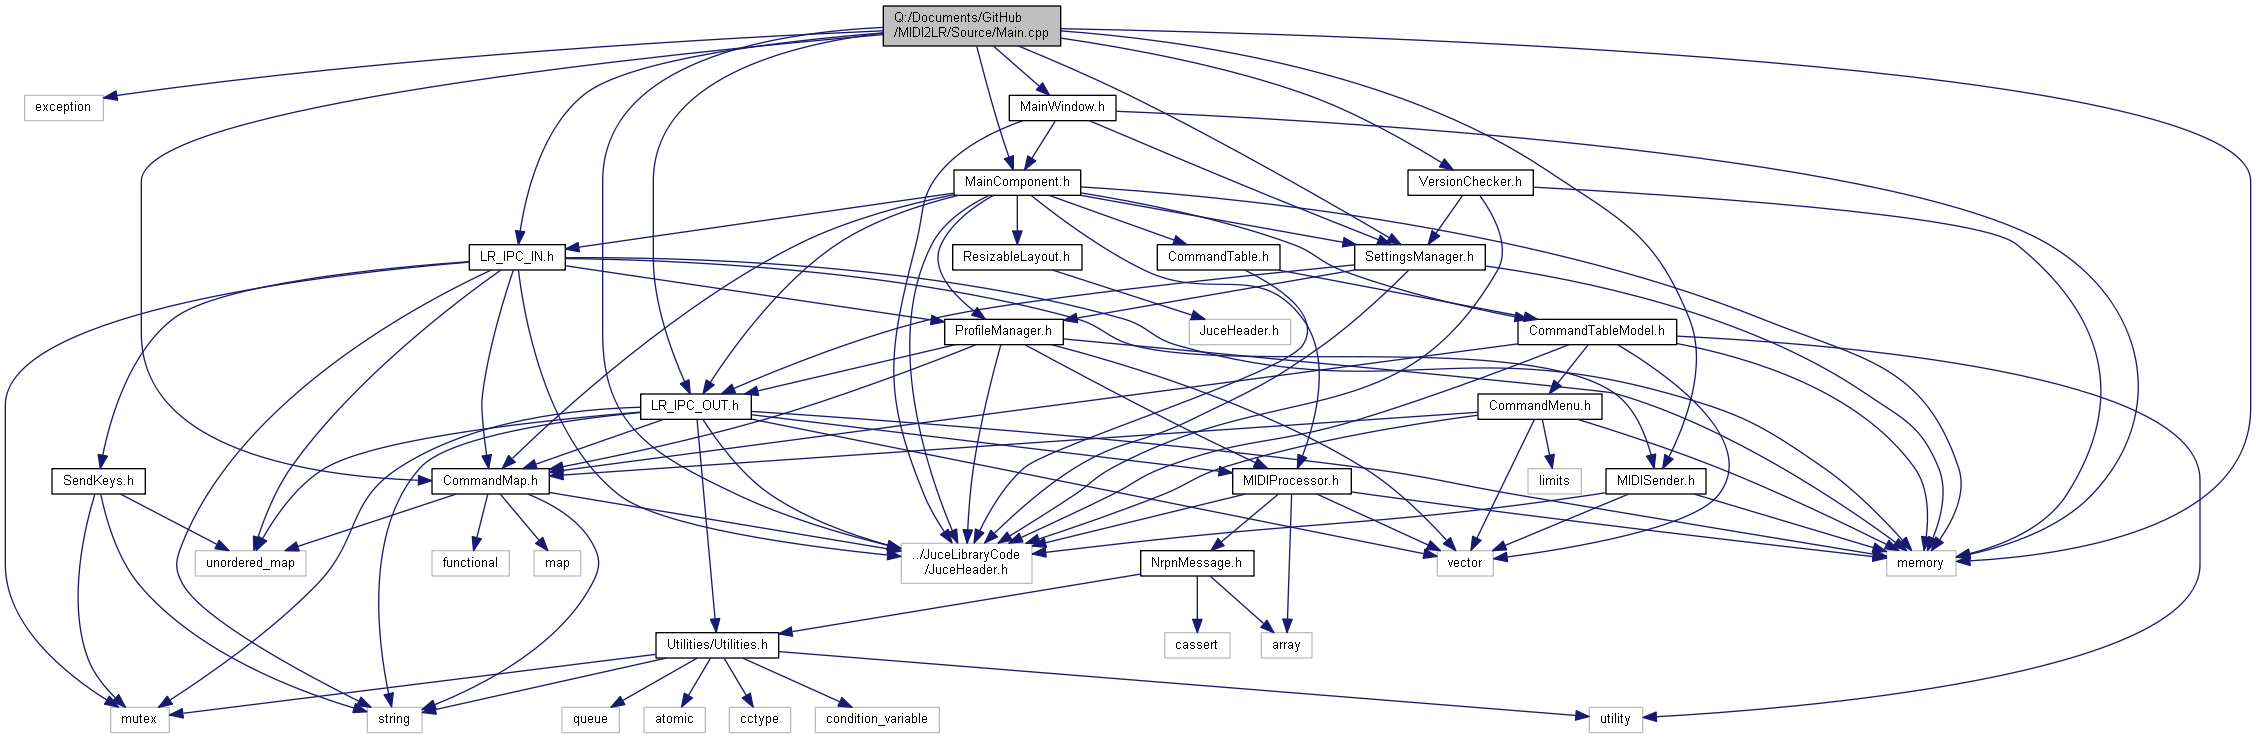 Q:/Documents/GitHub
/MIDI2LR/Source/Main.cpp
exception
MainWindow.h
MainComponent.h
VersionChecker.h
LR_IPC_IN.h
ResizableLayout.h
CommandTable.h
SettingsManager.h
ProfileManager.h
JuceHeader.h
CommandTableModel.h
LR_IPC_OUT.h
CommandMenu.h
SendKeys.h
CommandMap.h
MIDIProcessor.h
limits
MIDISender.h
unordered_map
functional
map
../JuceLibraryCode
/JuceHeader.h
NrpnMessage.h
vector
memory
Utilities/Utilities.h
cassert
array
mutex
string
queue
atomic
cctype
condition_variable
utility